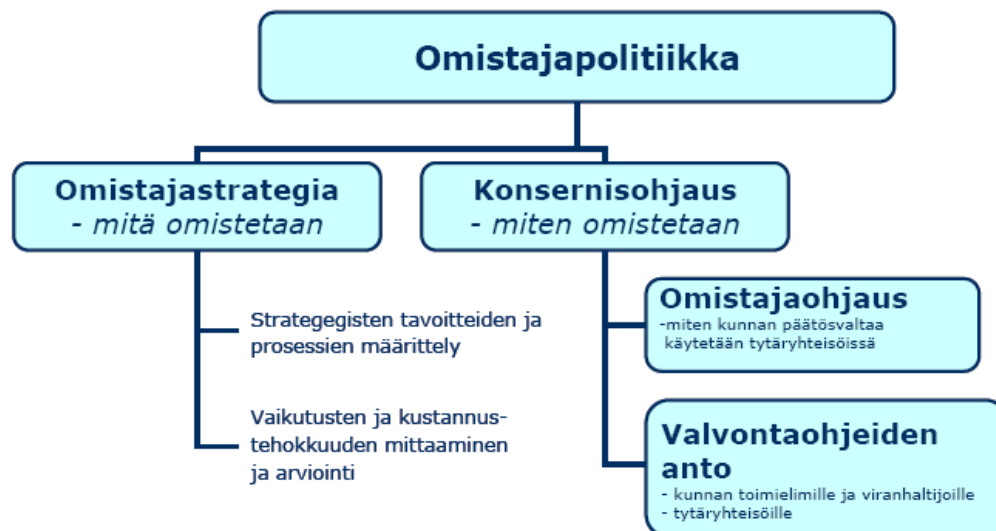 Omistajapolitiikka
Omistajastrategia
- mitä omistetaan
Konsernisohjaus
- miten omistetaan
Strategegisten tavoitteiden ja
prosessien määrittely
Vaikutusten ja kustannus-
tehokkuuden mittaaminen
ja arviointi
Omistajaohjaus
-miten kunnan päätösvaltaa
käytetään tytäryhteisöissä
Valvontaohjeiden
anto
- kunnan toimielimille ja viranhaltijoille
- tytäryhteisöille